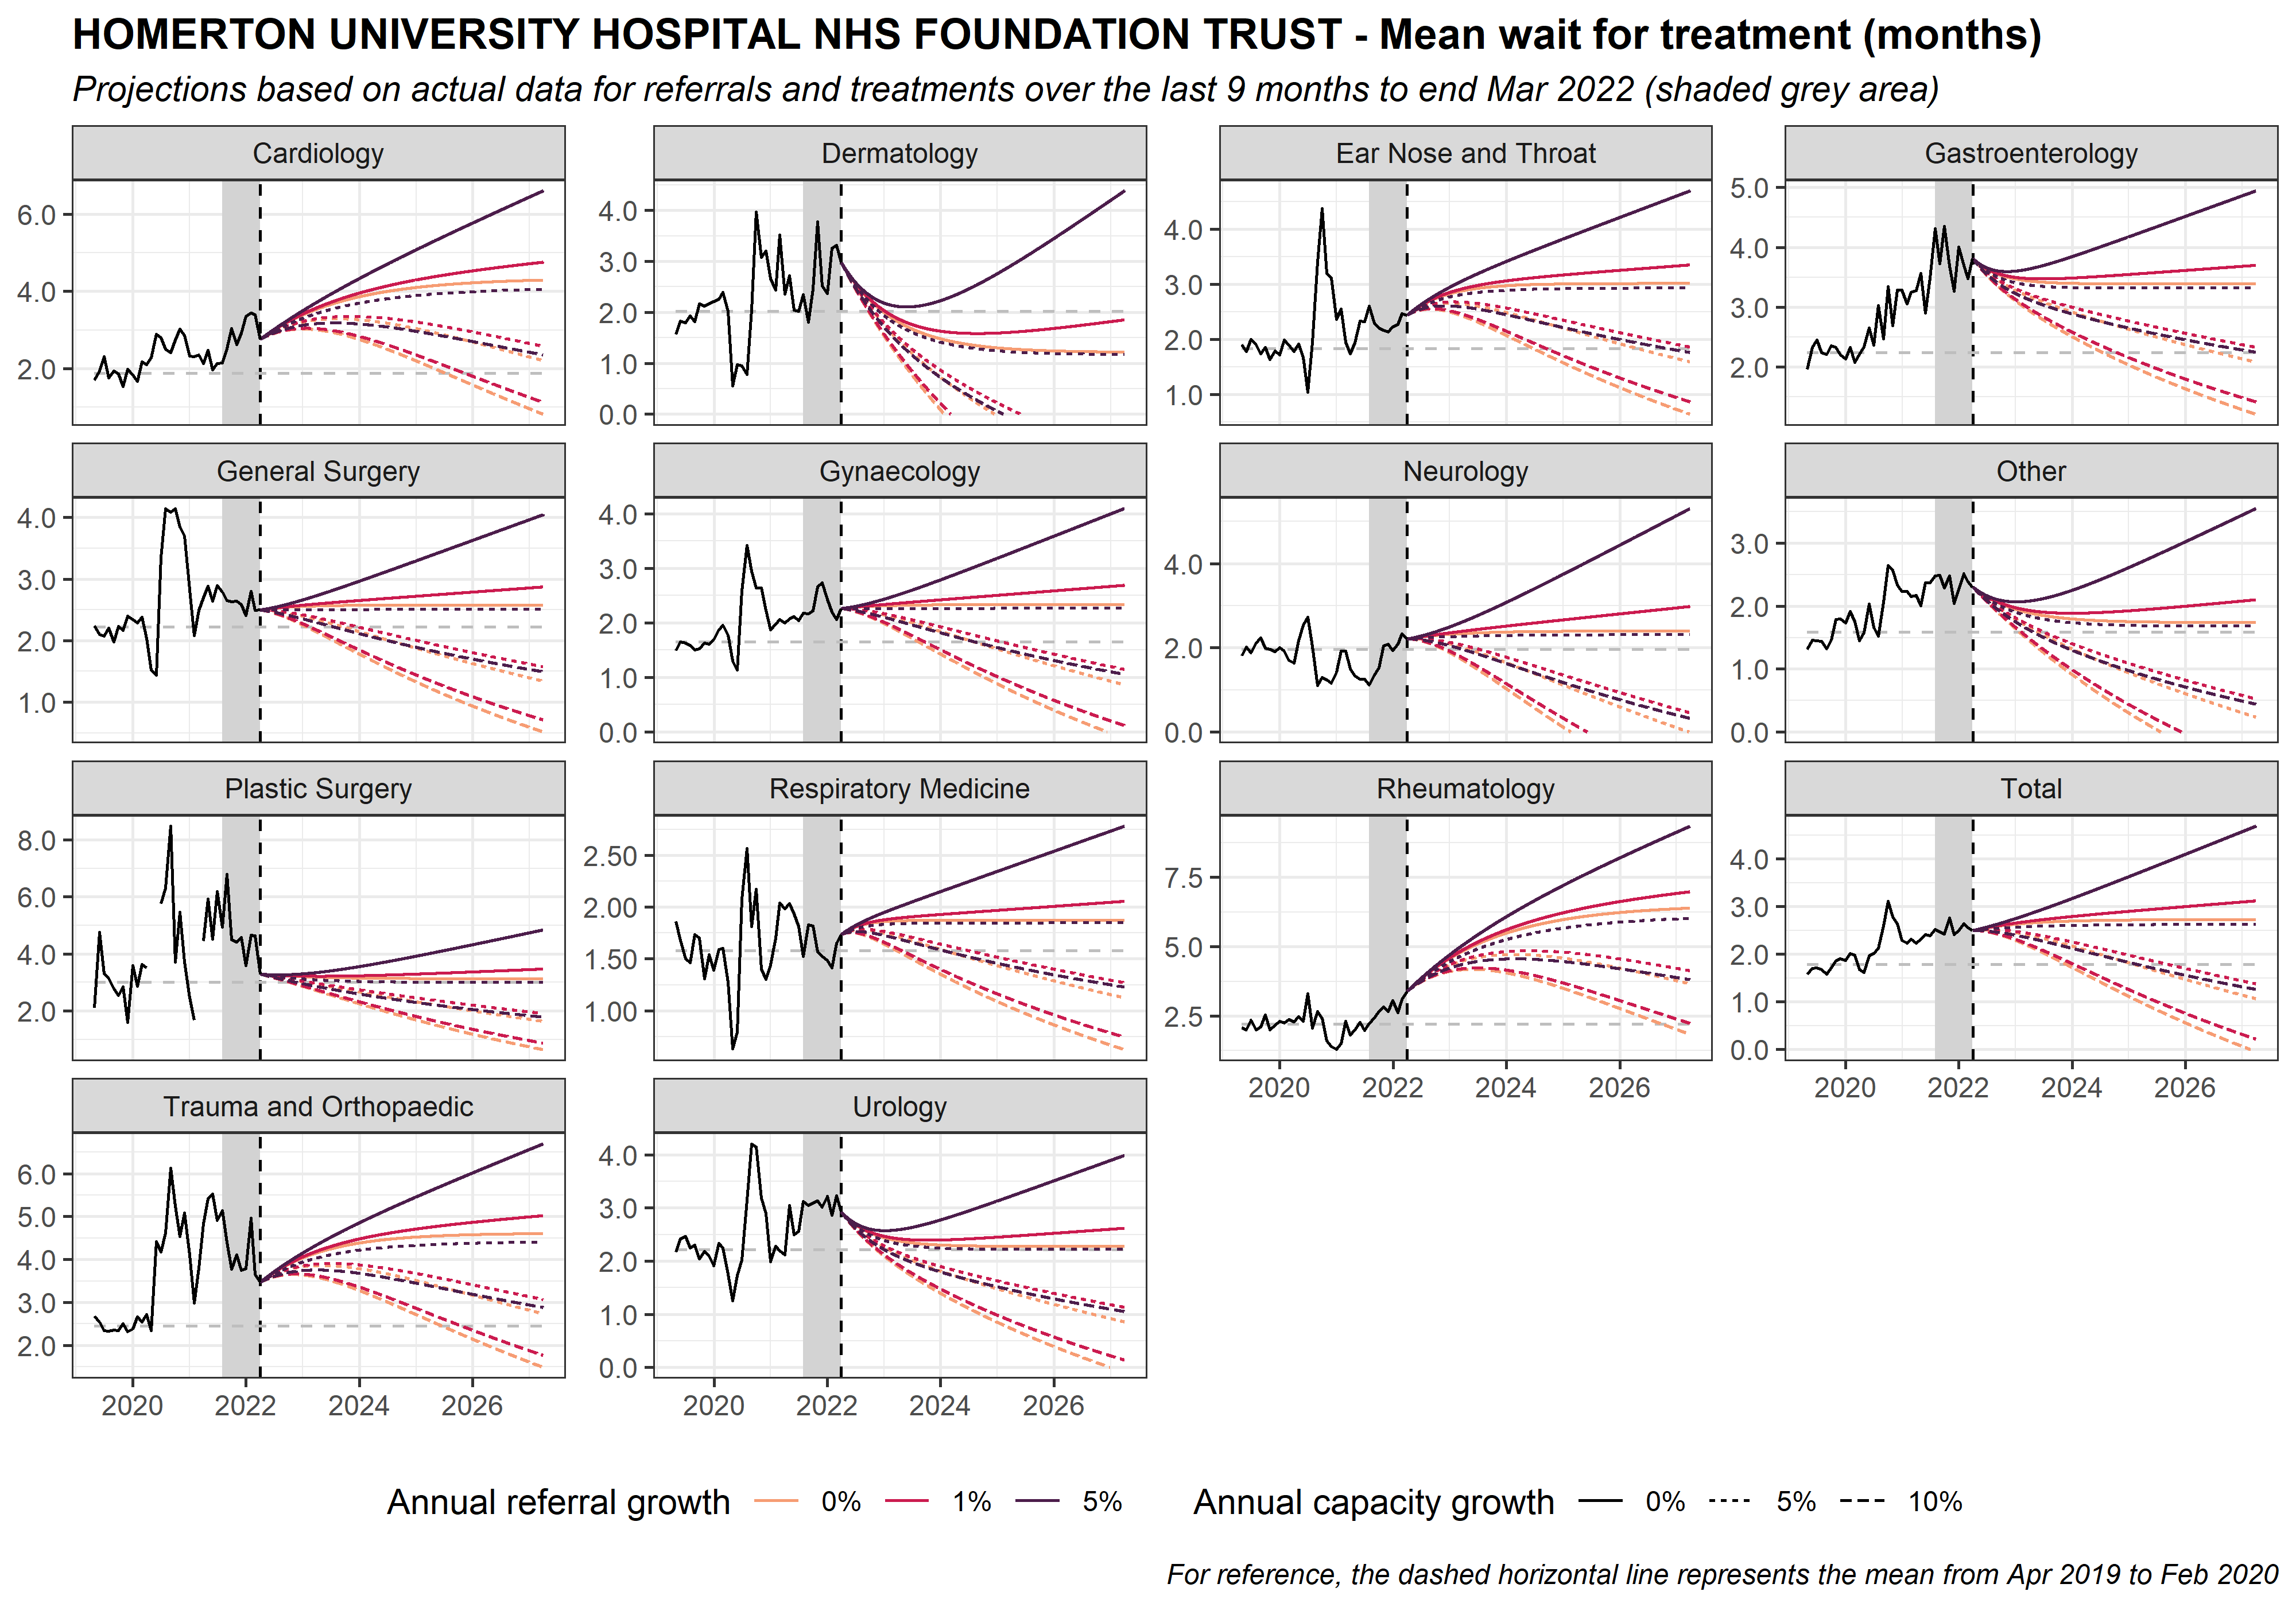 HOMERTON UNIVERSITY HOSPITAL NHS FOUNDATION TRUST - Mean wait for treatment (months)
Projections based on actual data for referrals and treatments over the last 9 months to end Mar 2022 (shaded grey area)
Cardiology
6.0
4.0
2.0
Dermatology
4.0
3.0
2.0
1.0
0.0
Ear Nose and Throat
4.0
3.0
2.0
1.0
Gastroenterology
5.0
4.0
3.0
2.0
General Surgery
4.0
3.0
2.0
1.0
Gynaecology
4.0
3.0
2.0
1.0
0.0
Neurology
4.0
2.0
0.0
Other
3.0
2.0
1.0
0.0
Plastic Surgery
8.0
6.0
4.0
2.0
Respiratory Medicine
2.50
2.00
1.50
1.00
Rheumatology
7.5
5.0
2.5
2020 2022 2024 2026
Total
4.0
3.0
2.0
1.0
0.0
2020 2022 2024 2026
Trauma and Orthopaedic
6.0
5.0
4.0
3.0
2.0
2020 2022 2024 2026
Urology
4.0
3.0
2.0
1.0
0.0
2020 2022 2024 2026
Annual referral growth 0% 1% 5% Annual capacity growth 0% 5% 10%
For reference, the dashed horizontal line represents the mean from Apr 2019 to Feb 2020